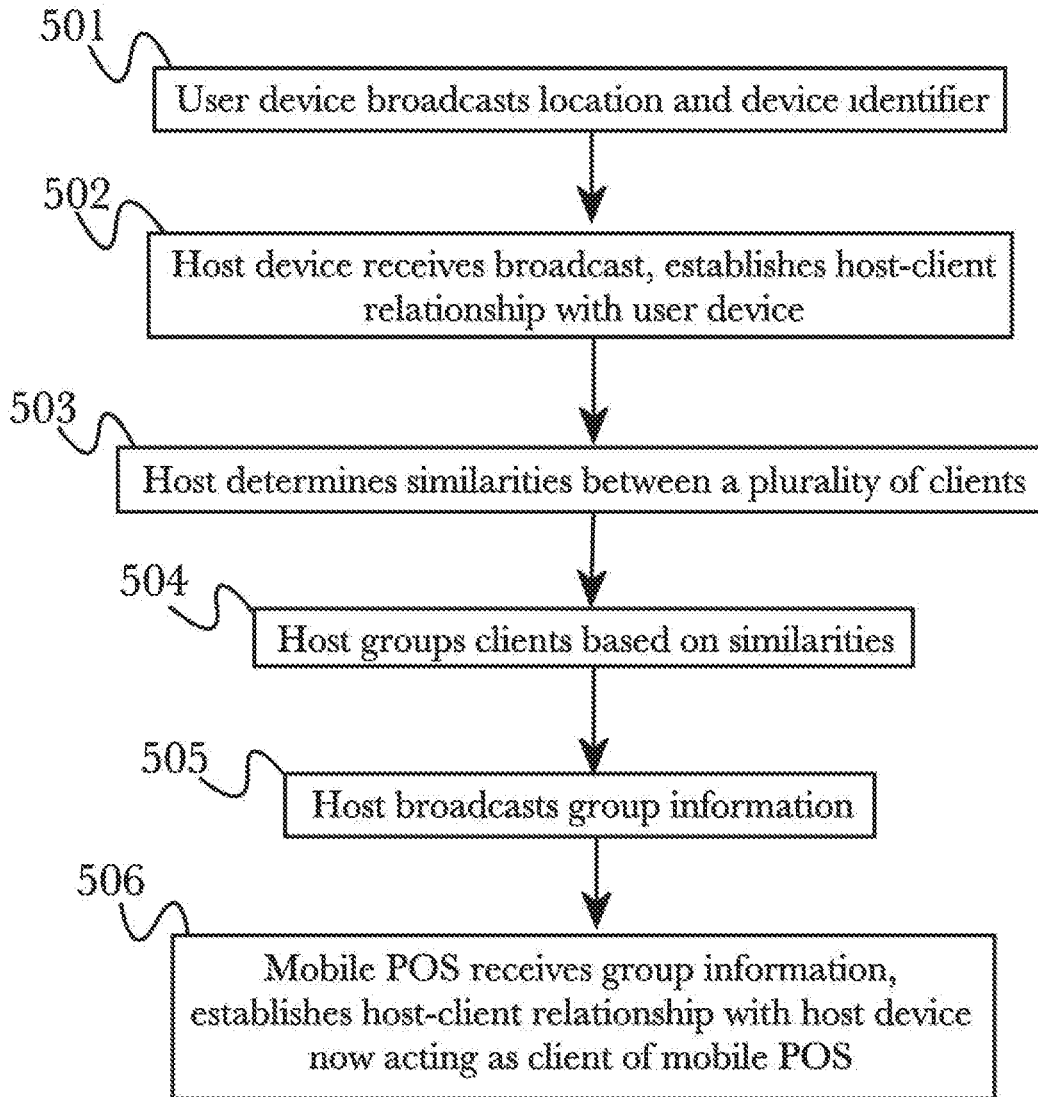 501
User device broadcasts location and device identifier
502
Host device receives broadcast, establishes host-client
relationship with user device
503
Host determines similarities between a plurality of clients
504
Host groups clients based on similarities
505
Host broadcasts group information
506
Mobile POS receives group information,
establishes host-client relationship with host device
now acting as client of mobile POS